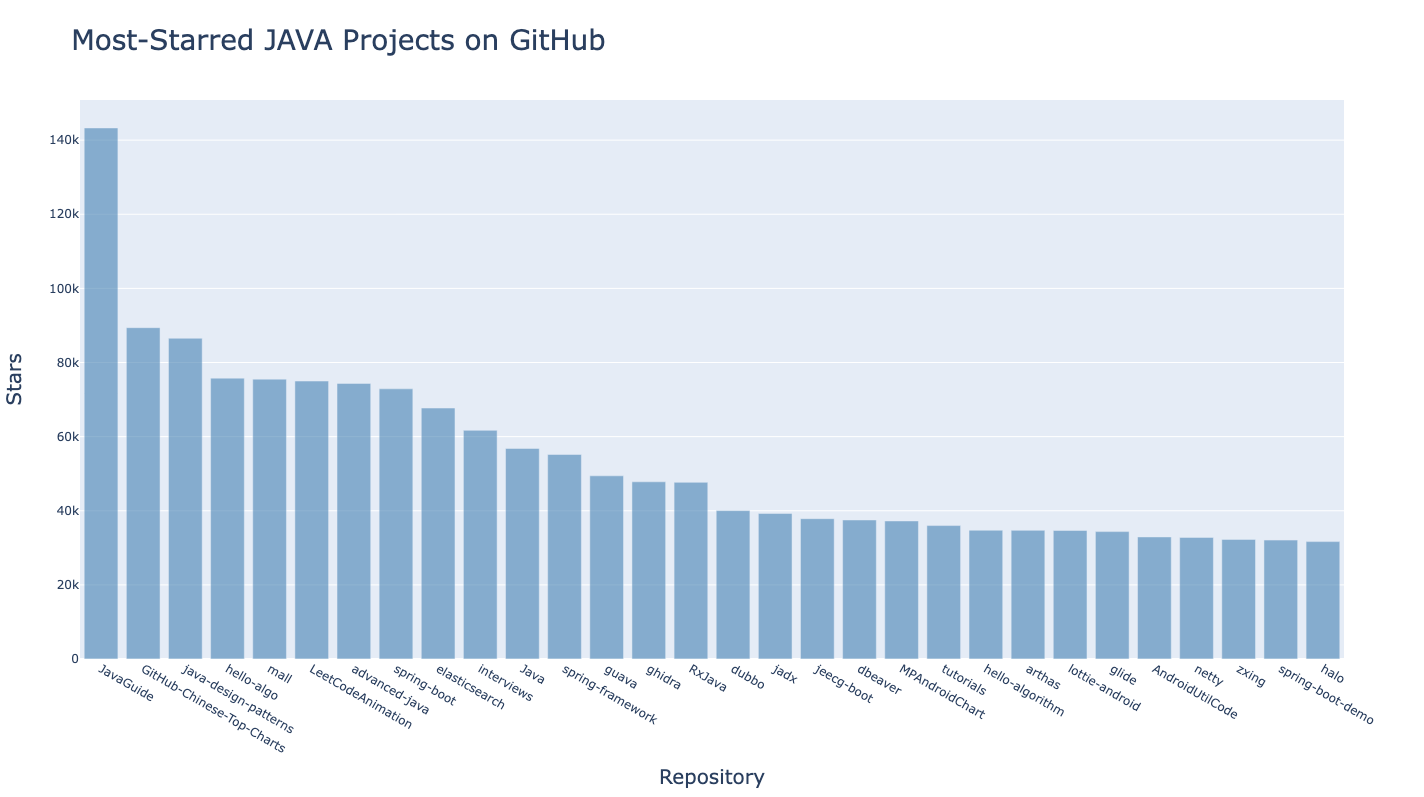 Most-Starred JAVA Projects on GitHub
Stars
140k
120k
100k
80k
60k
40k
20k
0
JavaGuide
GitHub-Chinese-Top-Charts
java-design-patterns
hello-algo
mall
LeetCodeAnimation
advanced-java
spring-boot
elasticsearch
interviews
Java
spring-framework
guava
ghidra
RxJava
dubbo
jadx
jeecg-boot
dbeaver
MPAndroidChart
tutorials
hello-algorithm
arthas
lottie-android
glide
AndroidUtilCode
netty
zxing
spring-boot-demo
halo
Repository